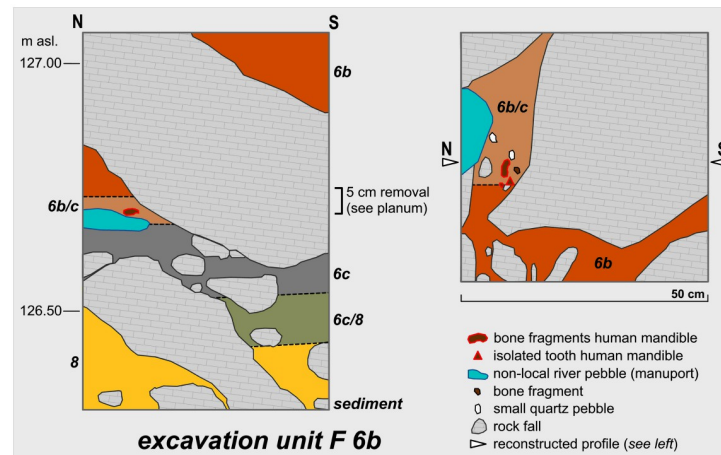 N S
m asl.
127.00
6b
6b/c
5 cm removal
(see planum)
6c
126.50
6c/8
8
sediment
excavation unit F 6b
6b/c
N S
6b
50 cm
bone fragments human mandible
isolated tooth human mandible
non-local river pebble (manuport)
bone fragment
small quartz pebble
rock fall
reconstructed profile (see left)